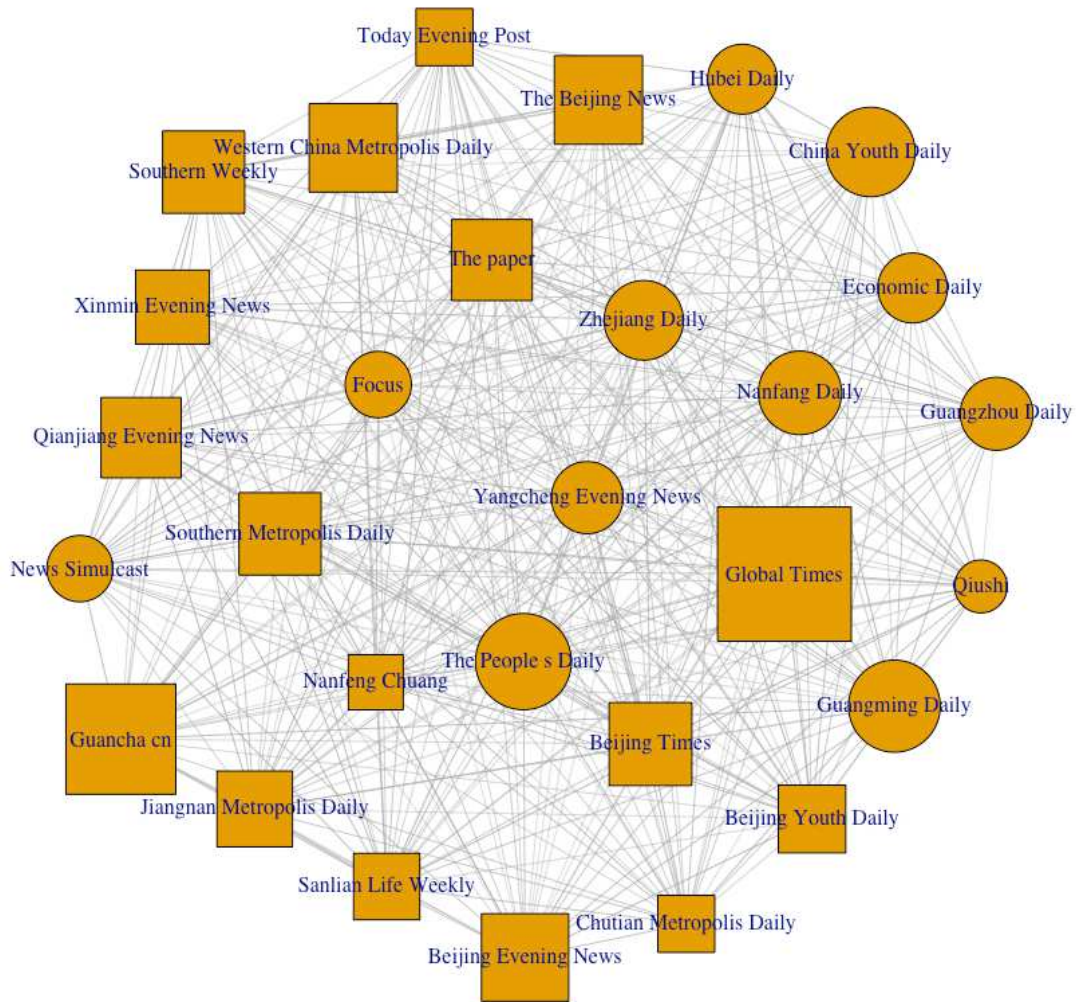 Today Evening Post
Hubei Daily
The Beijing News
Western China Metropolis Daily
China Youth Daily
Southern Weekly
The paper
Economic Daily
Xinmin Evening News
Zhejiang Daily
Focus
Nanfang Daily
Guangzhou Daily
Qianjiang Evening News
Yangcheng Evening News
Southern Metropolis Daily
News Simulcast
Global Times
Qiushi
The People s Daily
Nanfeng Chuang
Guangming Daily
Guancha cn
Beijing Times
Jiangnan Metropolis Daily
Beijing Youth Daily
Sanlian Life Weekly
Chutian Metropolis Daily
Beijing Evening News